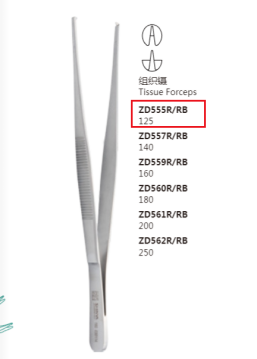 组织镊
Tissue Forceps
ZD555R/RB
125
ZD557R/RB
140
ZD559R/RB
160
ZD560R/RB
180
ZD561R/RB
200
ZD562R/RB
250